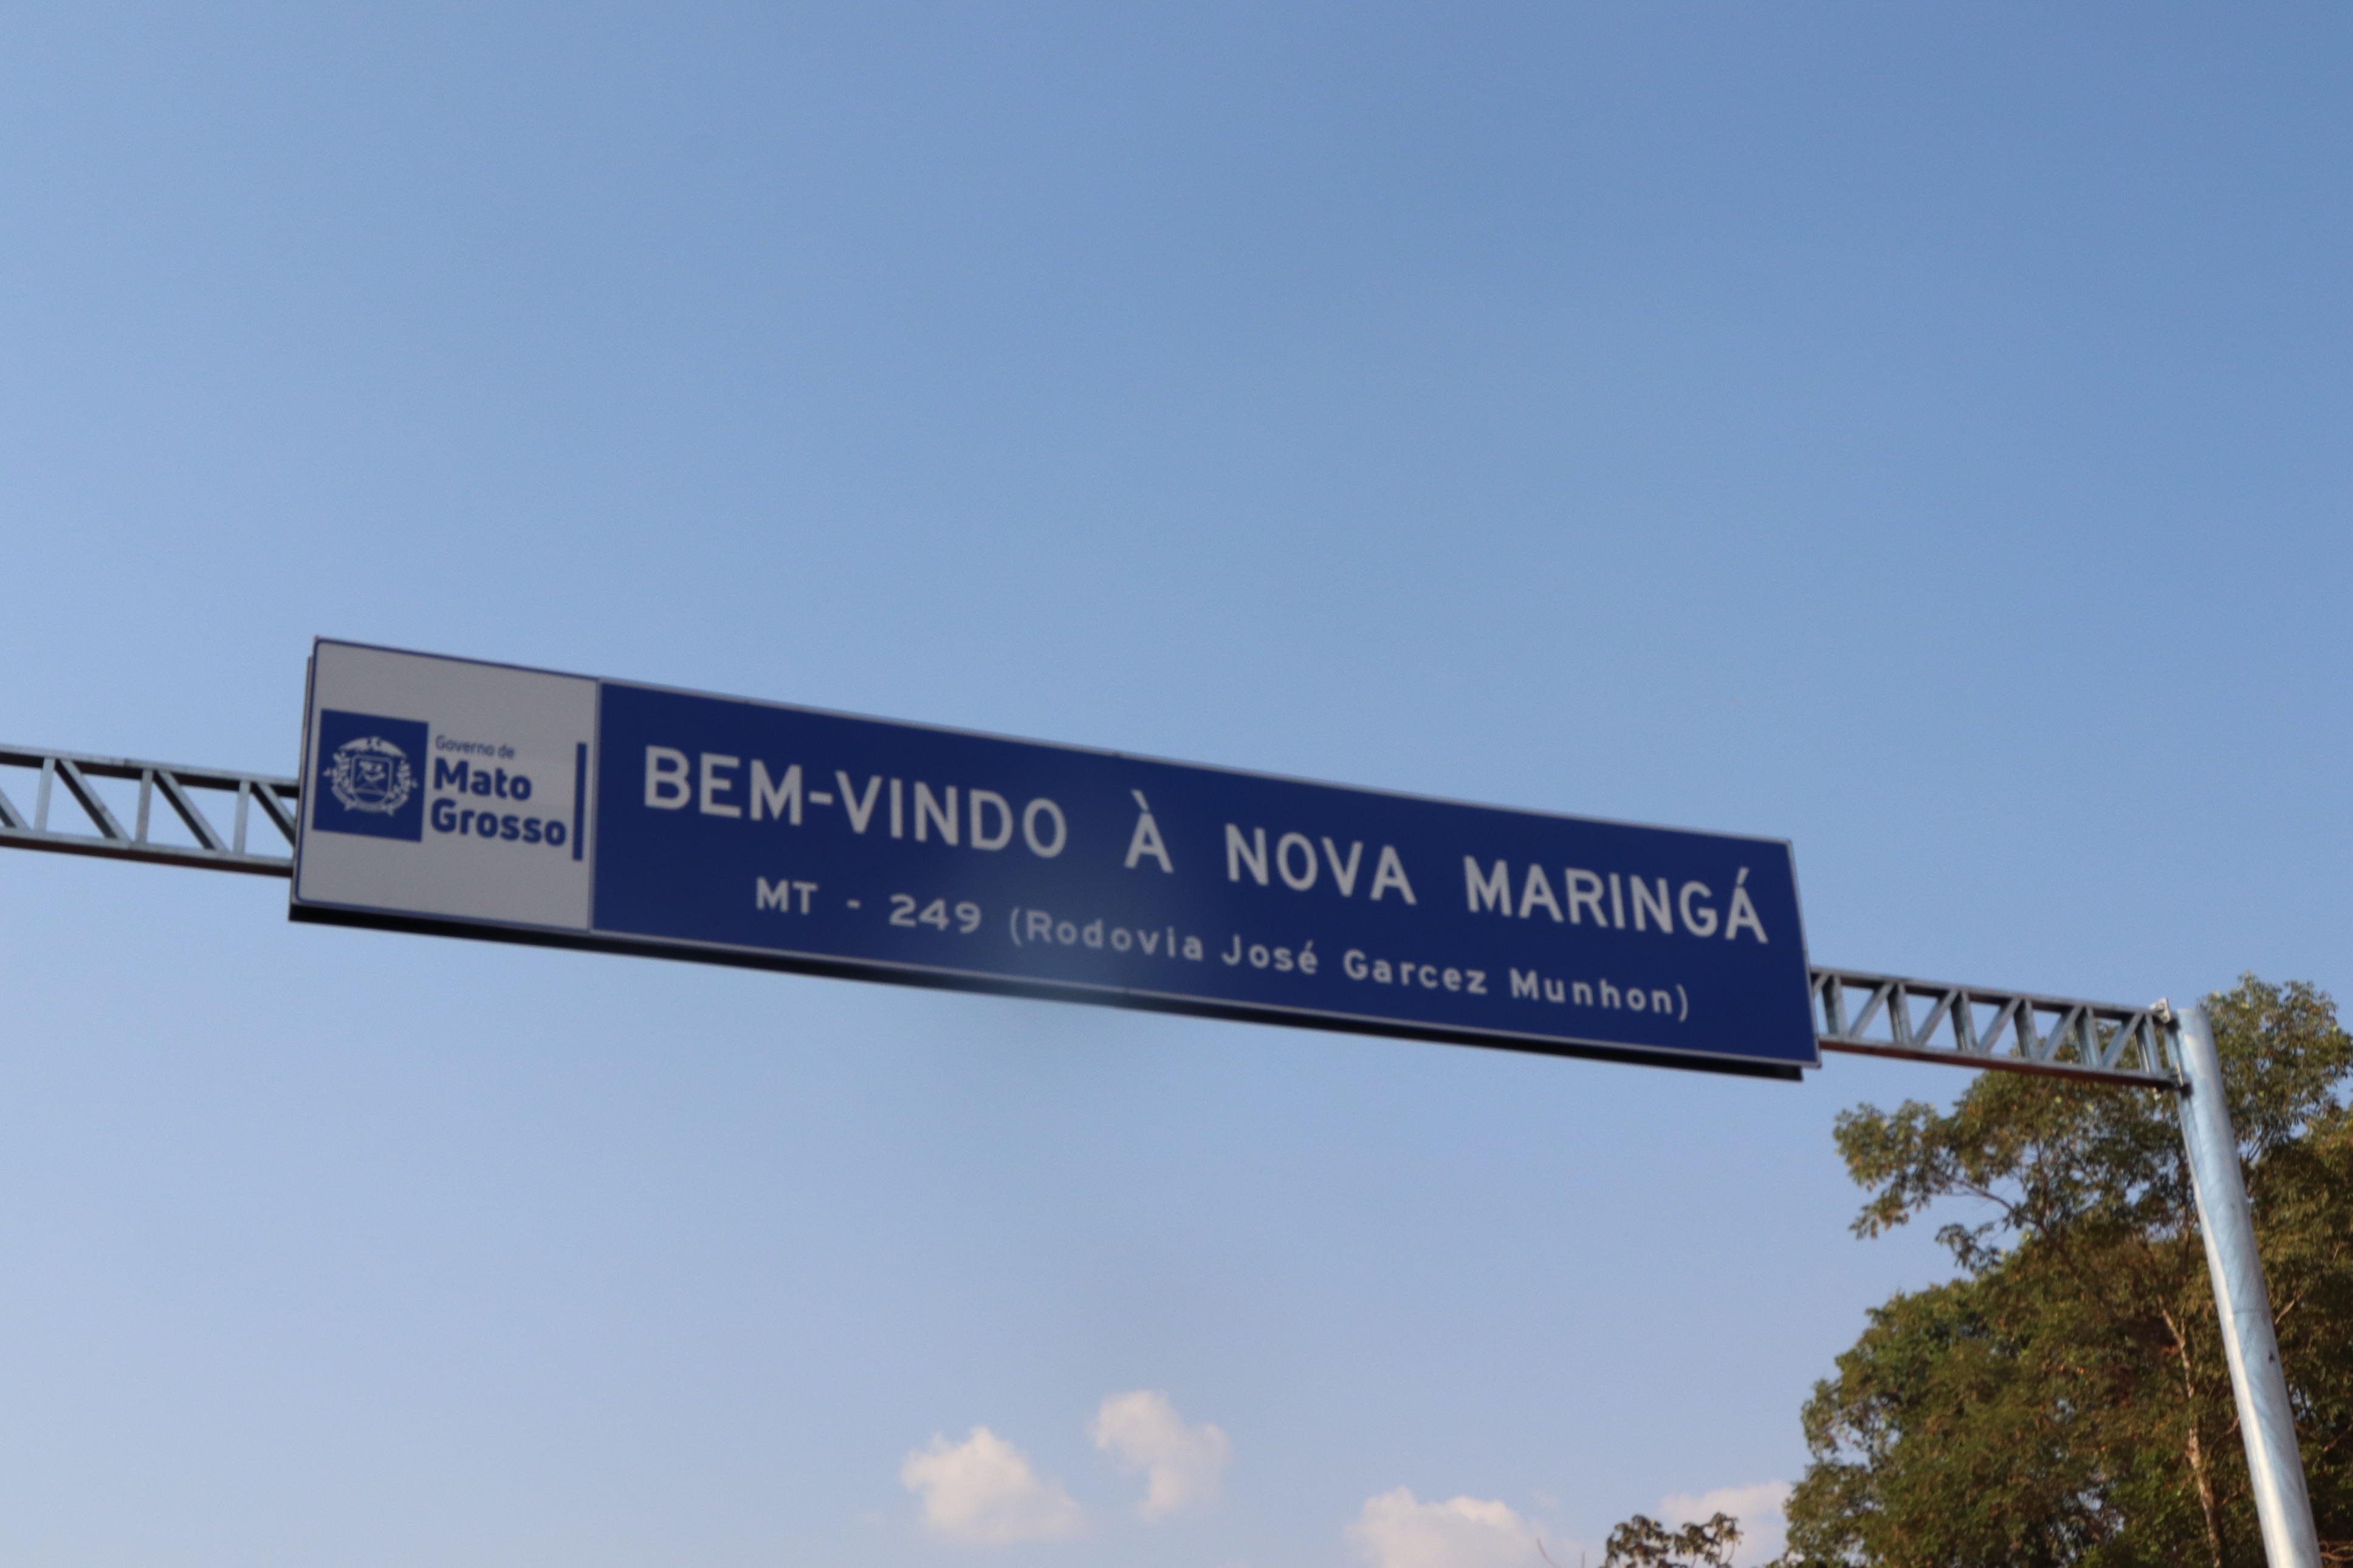 Governo de
Mato
Grosso
BEM-VINDO À NOVA MARINGÁ
MT - 249 (Rodovia José Garcez Munhon)